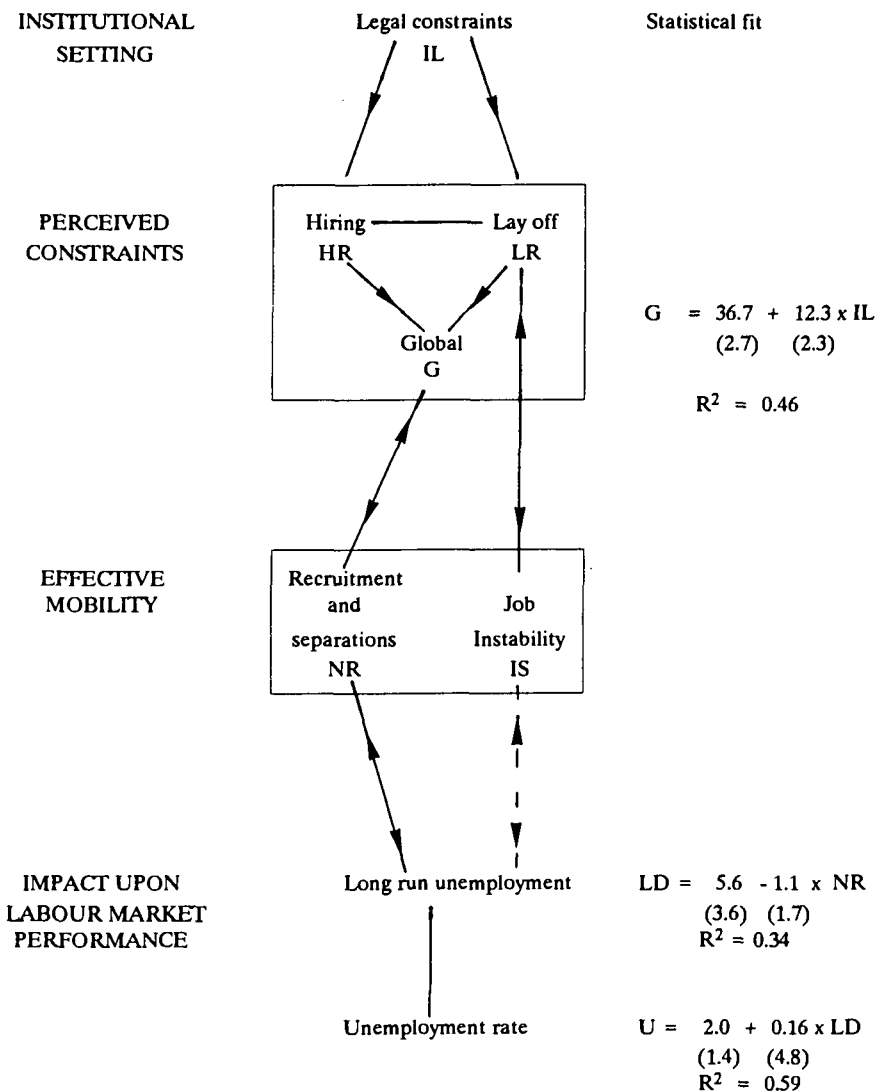 INSTITUTIONAL
SETTING
Legal constraints
IL
Statistical fit
PERCEIVED
CONSTRAINTS
Hiring
HR
Lay off
LR
Global
G
G = 36.7 + 12.3 x IL
(2.7) (2.3)
R² = 0.46
EFFECTIVE
MOBILITY
Recruitment
and
separations
NR
Job
Instability
IS
IMPACT UPON
LABOUR MARKET
PERFORMANCE
Long run unemployment
LD = 5.6 - 1.1 x NR
(3.6) (1.7)
R² = 0.34
Unemployment rate
U = 2.0 + 0.16 x LD
(1.4) (4.8)
R² = 0.59